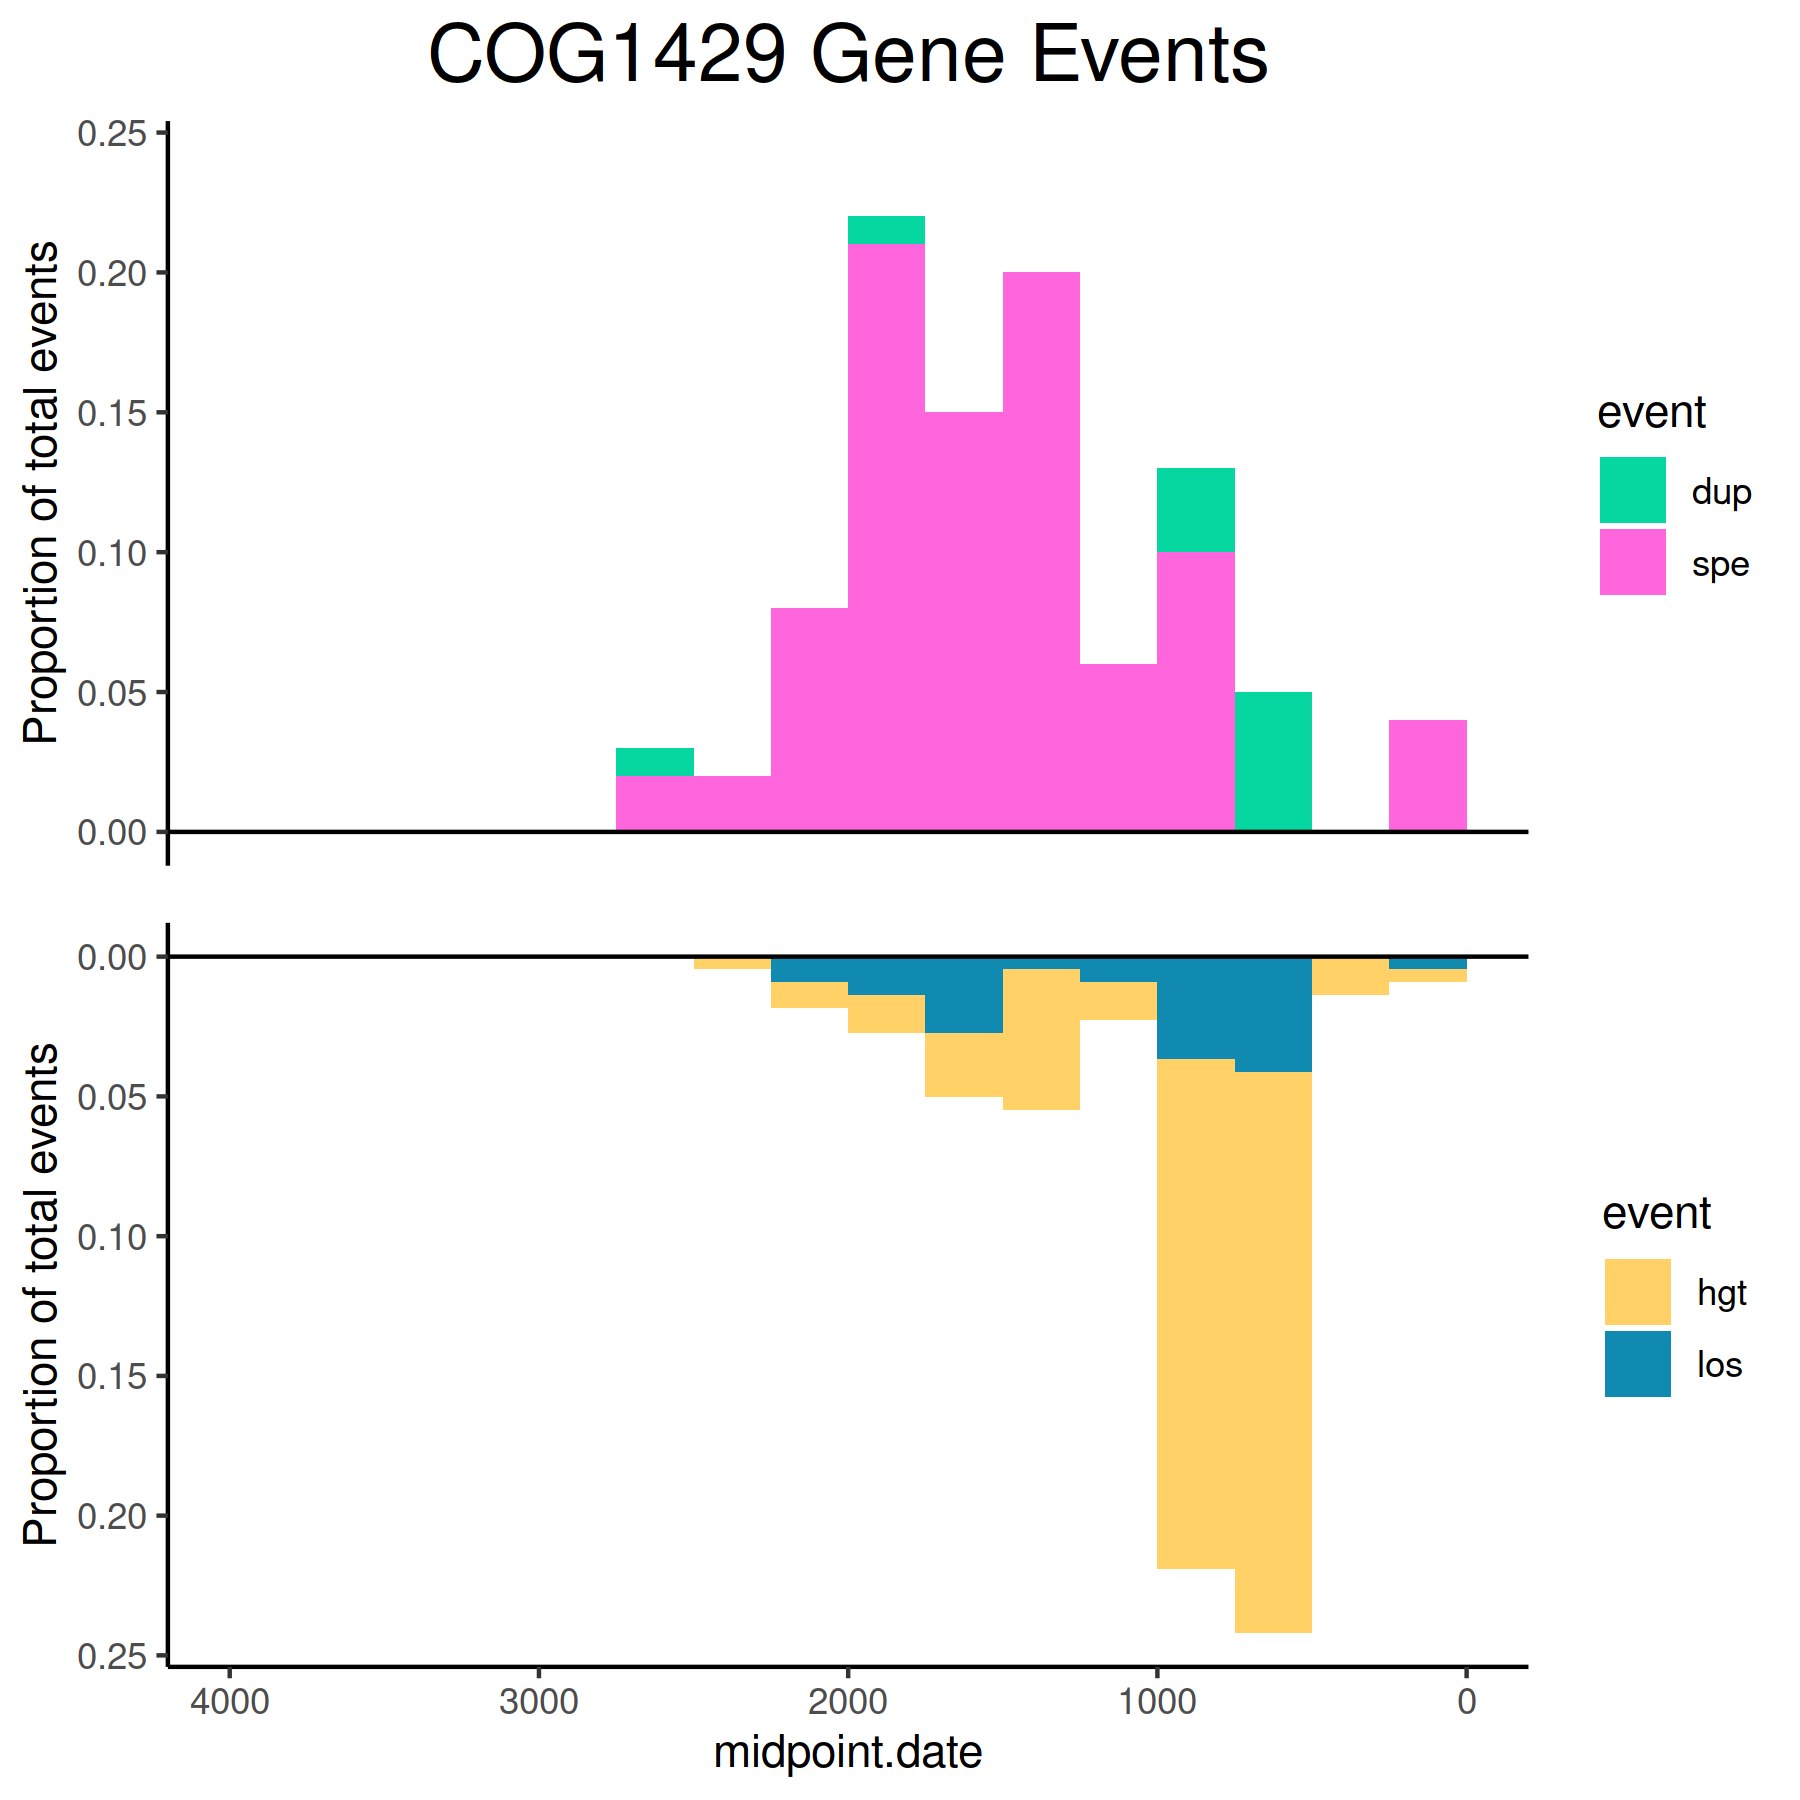 COG1429 Gene Events
Proportion of total events
0.25
0.20
0.15
0.10
0.05
0.00
event
dup
spe
Proportion of total events
0.00
0.05
0.10
0.15
0.20
0.25
event
hgt
los
4000 3000 2000 1000 0
midpoint.date